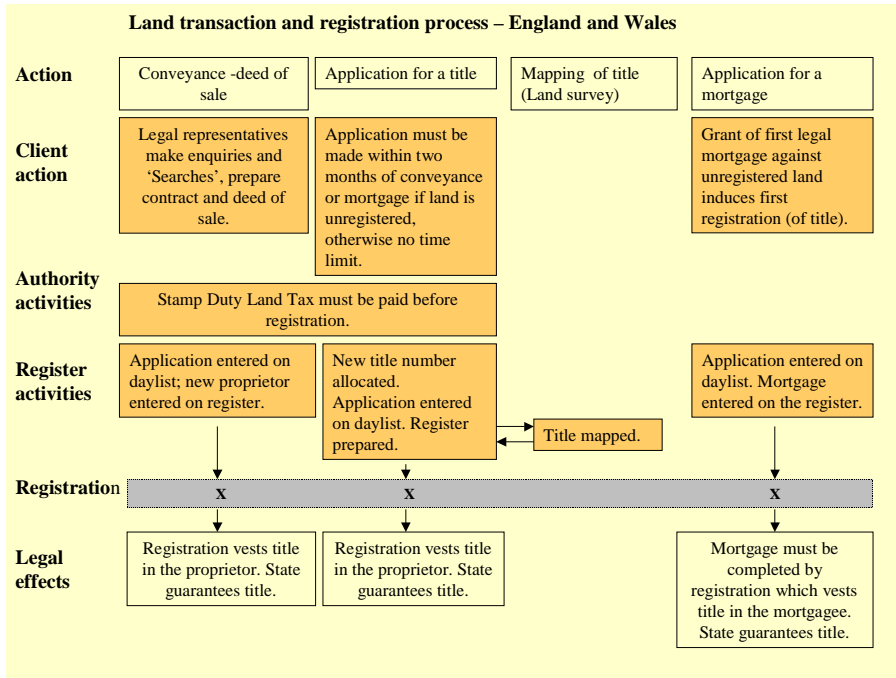 Land transaction and registration process – England and Wales
Action
Conveyance -deed of
sale
Application for a title
Mapping of title
(Land survey)
Application for a
mortgage
Client
action
Legal representatives
make enquiries and
‘Searches’, prepare
contract and deed of
sale.
Application must be
made within two
months of conveyance
or mortgage if land is
unregistered,
otherwise no time
limit.
Grant of first legal
mortgage against
unregistered land
induces first
registration (of title).
Authority
activities
Stamp Duty Land Tax must be paid before
registration.
Register
activities
Application entered on
daylist; new proprietor
entered on register.
New title number
allocated.
Application entered
on daylist. Register
prepared.
Title mapped.
Application entered on
daylist. Mortgage
entered on the register.
Registration
X X X
Legal
effects
Registration vests title
in the proprietor. State
guarantees title.
Registration vests title
in the proprietor. State
guarantees title.
Mortgage must be
completed by
registration which vests
title in the mortgagee.
State guarantees title.